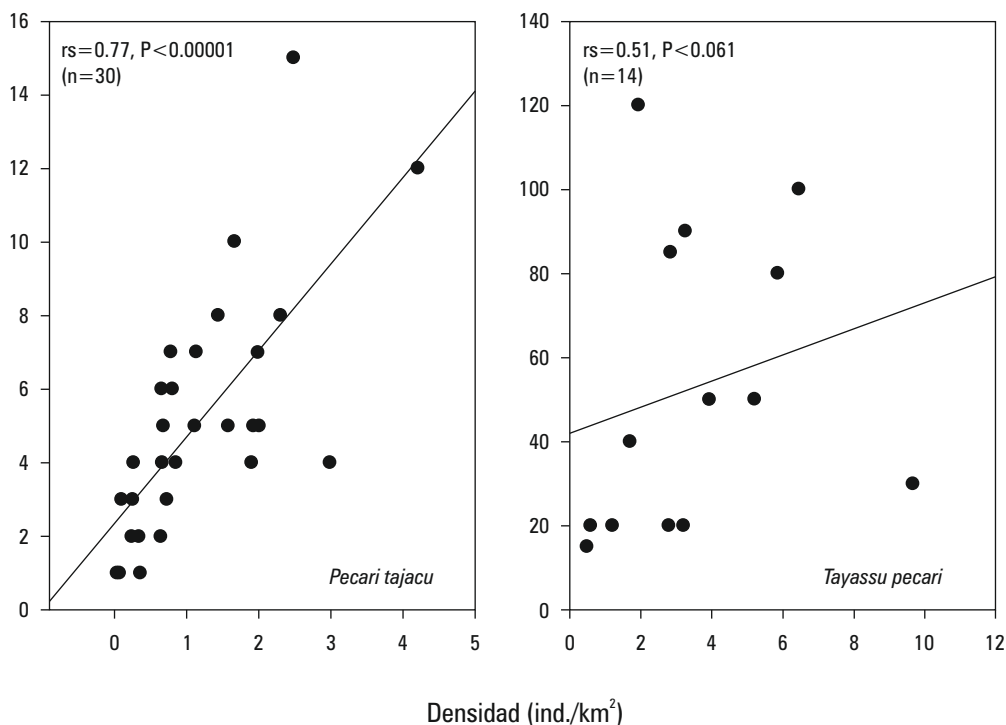 16
14
12
10
8
6
4
2
0
rs=0.77, P<0.00001
(n=30)
Pecari tajacu
0 1 2 3 4 5
140
120
100
80
60
40
20
0
rs=0.51, P<0.061
(n=14)
Tayassu pecari
0 2 4 6 8 10 12
Densidad (ind./km²)